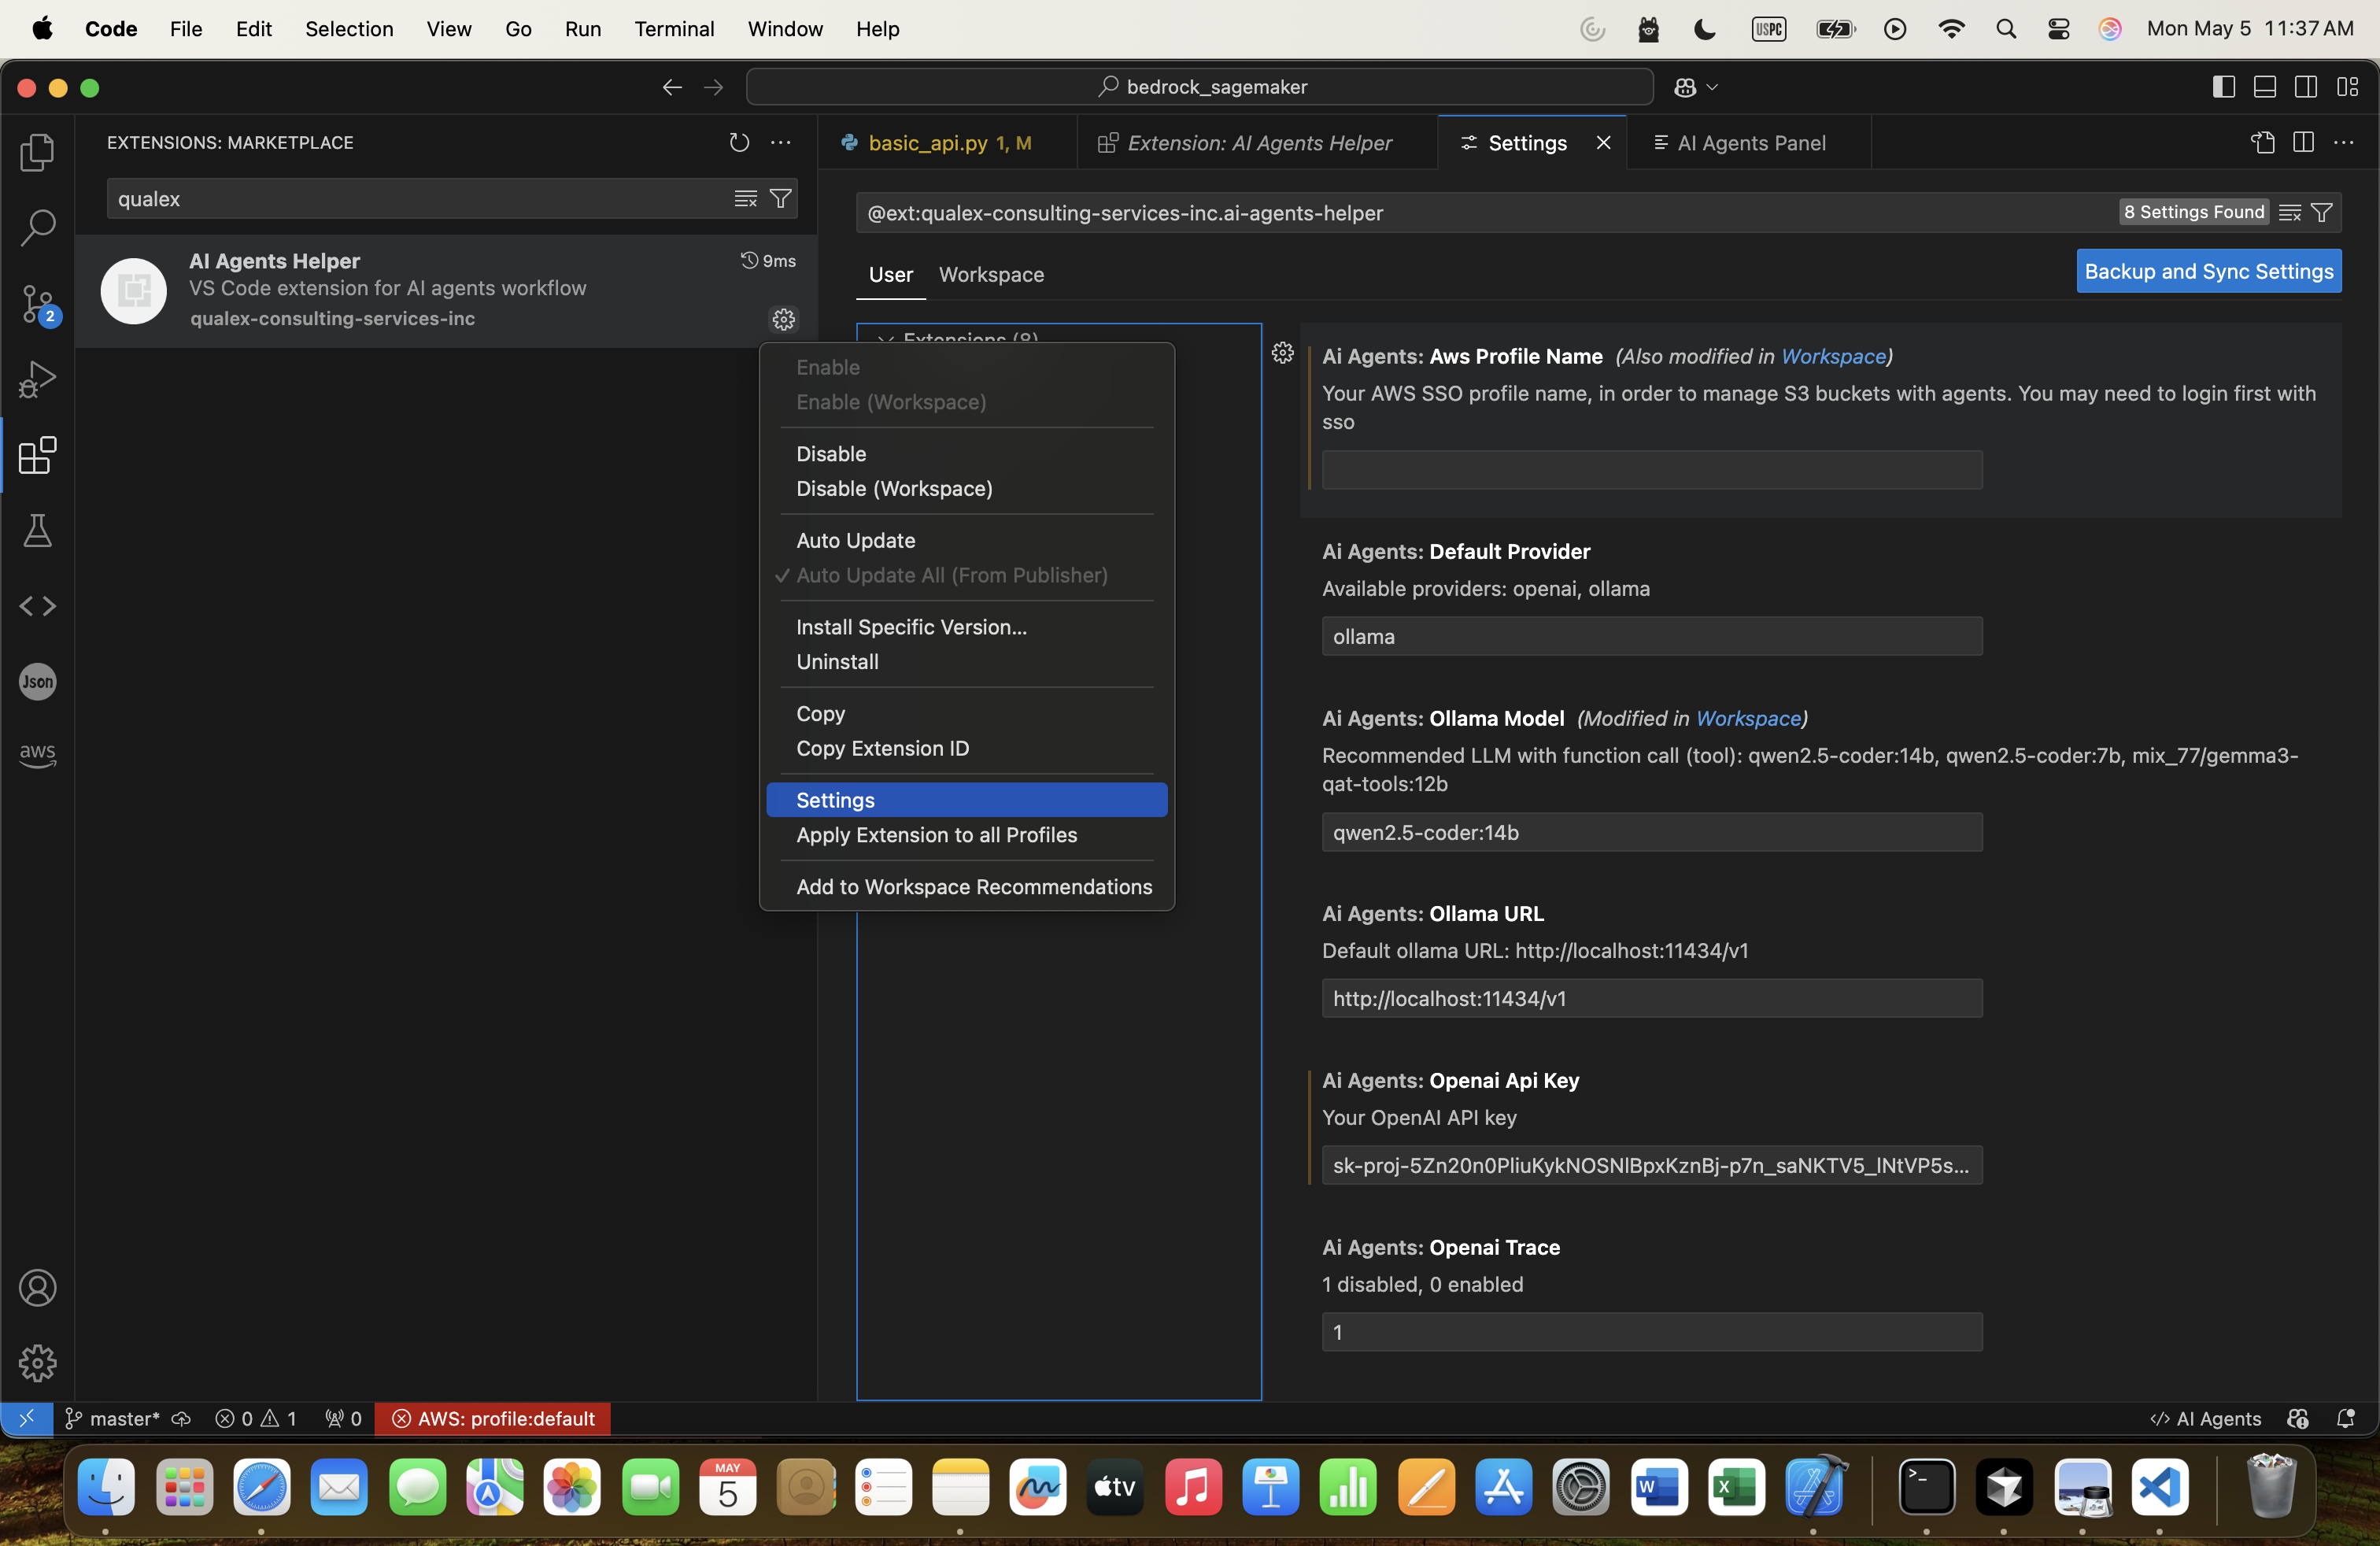 Code File Edit Selection View Go Run Terminal Window Help
USPC
Mon May 5 11:37 AM
bedrock_sagemaker
EXTENSIONS: MARKETPLACE
qualex
AI Agents Helper
9ms
VS Code extension for AI agents workflow
qualex-consulting-services-inc
2
Json
aws
basic_api.py 1, M
Extension: AI Agents Helper
Settings
AI Agents Panel
@ext:qualex-consulting-services-inc.ai-agents-helper
8 Settings Found
User Workspace
Backup and Sync Settings
Extensions (8)
Enable
Enable (Workspace)
Disable
Disable (Workspace)
Auto Update
✓ Auto Update All (From Publisher)
Install Specific Version...
Uninstall
Copy
Copy Extension ID
Settings
Apply Extension to all Profiles
Add to Workspace Recommendations
Ai Agents: Aws Profile Name (Also modified in Workspace)
Your AWS SSO profile name, in order to manage S3 buckets with agents. You may need to login first with
sso
Ai Agents: Default Provider
Available providers: openai, ollama
ollama
Ai Agents: Ollama Model (Modified in Workspace)
Recommended LLM with function call (tool): qwen2.5-coder:14b, qwen2.5-coder:7b, mix_77/gemma3-
qat-tools:12b
qwen2.5-coder:14b
Ai Agents: Ollama URL
Default ollama URL: http://localhost:11434/v1
http://localhost:11434/v1
Ai Agents: Openai Api Key
Your OpenAI API key
Ai Agents: Openai Trace
1 disabled, 0 enabled
1
master* 0 1 0 AWS: profile:default
AI Agents
MAY
5
tv
W
X